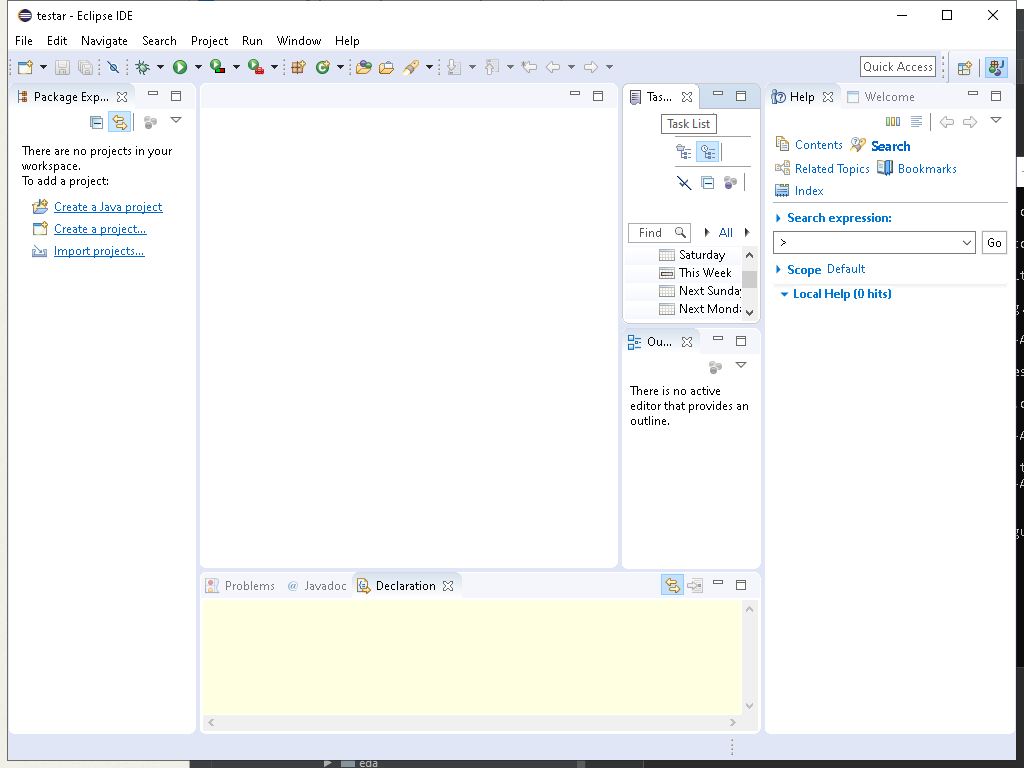 testar - Eclipse IDE
File Edit Navigate Search Project Run Window Help
Quick Access
Package Exp...
There are no projects in your
workspace.
To add a project:
Create a Java project
Create a project...
Import projects...
Tas...
Task List
Find
All
Saturday
This Week
Next Sunday
Ou...
There is no active
editor that provides an
outline.
Help Welcome
Contents Search
Related Topics Bookmarks
Index
Search expression:
> Go
Scope Default
Local Help (0 hits)
Problems @ Javadoc Declaration
eda